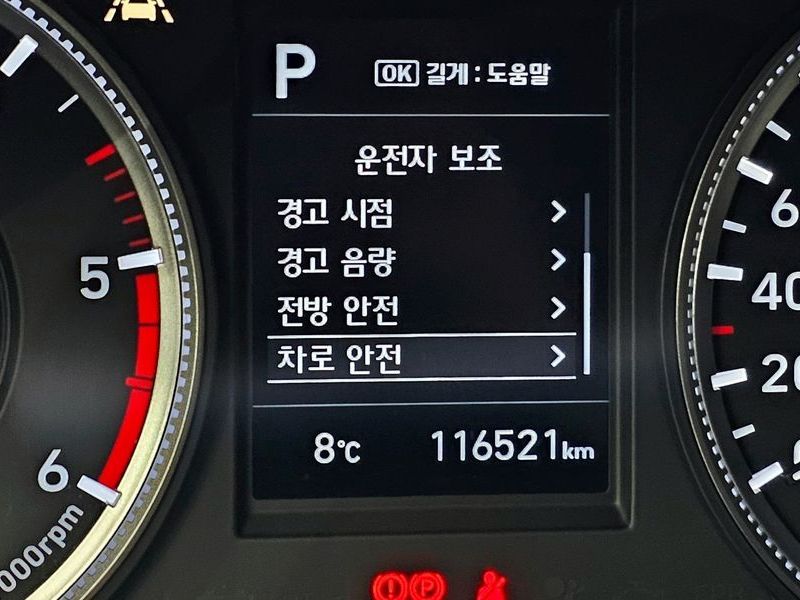 P
OK 길게 : 도움말
운전자 보조
경고 시점
경고 음량
전방 안전
차로 안전
8℃ 116521km
5
6
000rpm
6
40
20